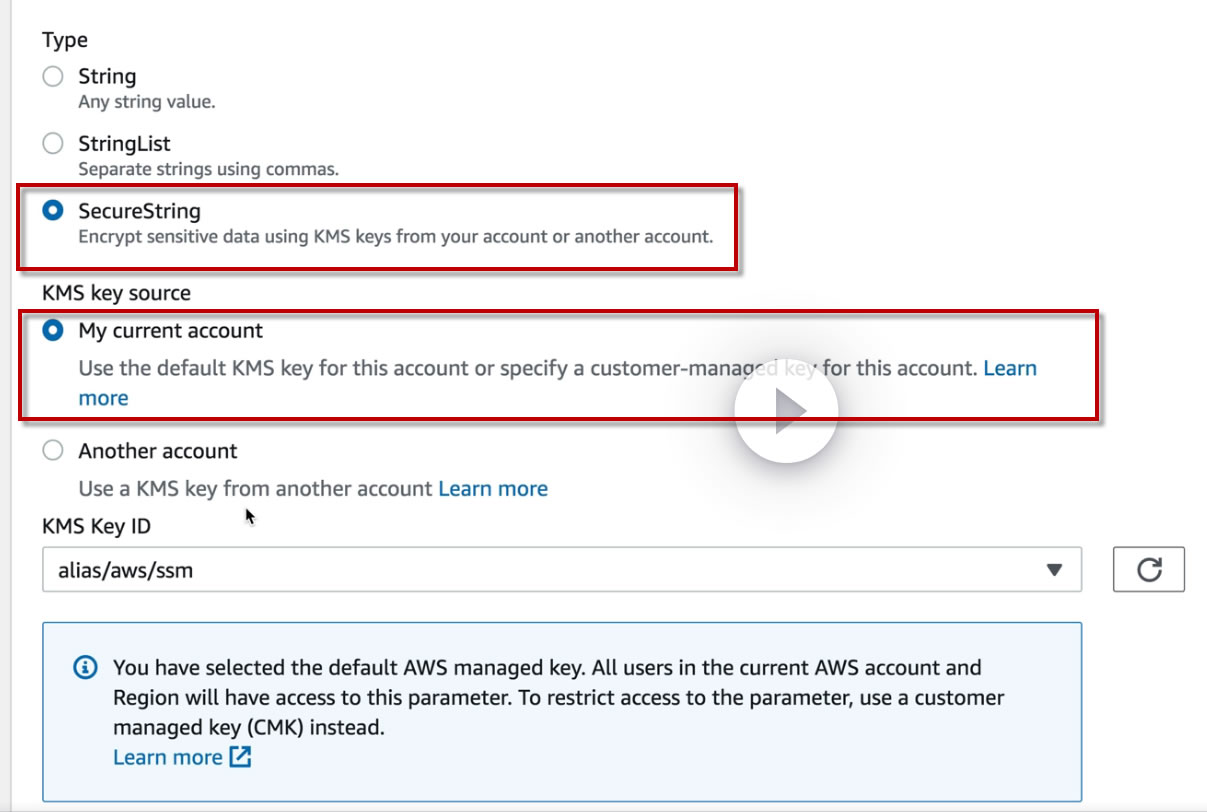 Type
String
Any string value.
StringList
Separate strings using commas.
SecureString
Encrypt sensitive data using KMS keys from your account or another account.
KMS key source
My current account
Use the default KMS key for this account or specify a customer-managed key for this account. Learn
more
Another account
Use a KMS key from another account Learn more
KMS Key ID
alias/aws/ssm
You have selected the default AWS managed key. All users in the current AWS account and
Region will have access to this parameter. To restrict access to the parameter, use a customer
managed key (CMK) instead.
Learn more